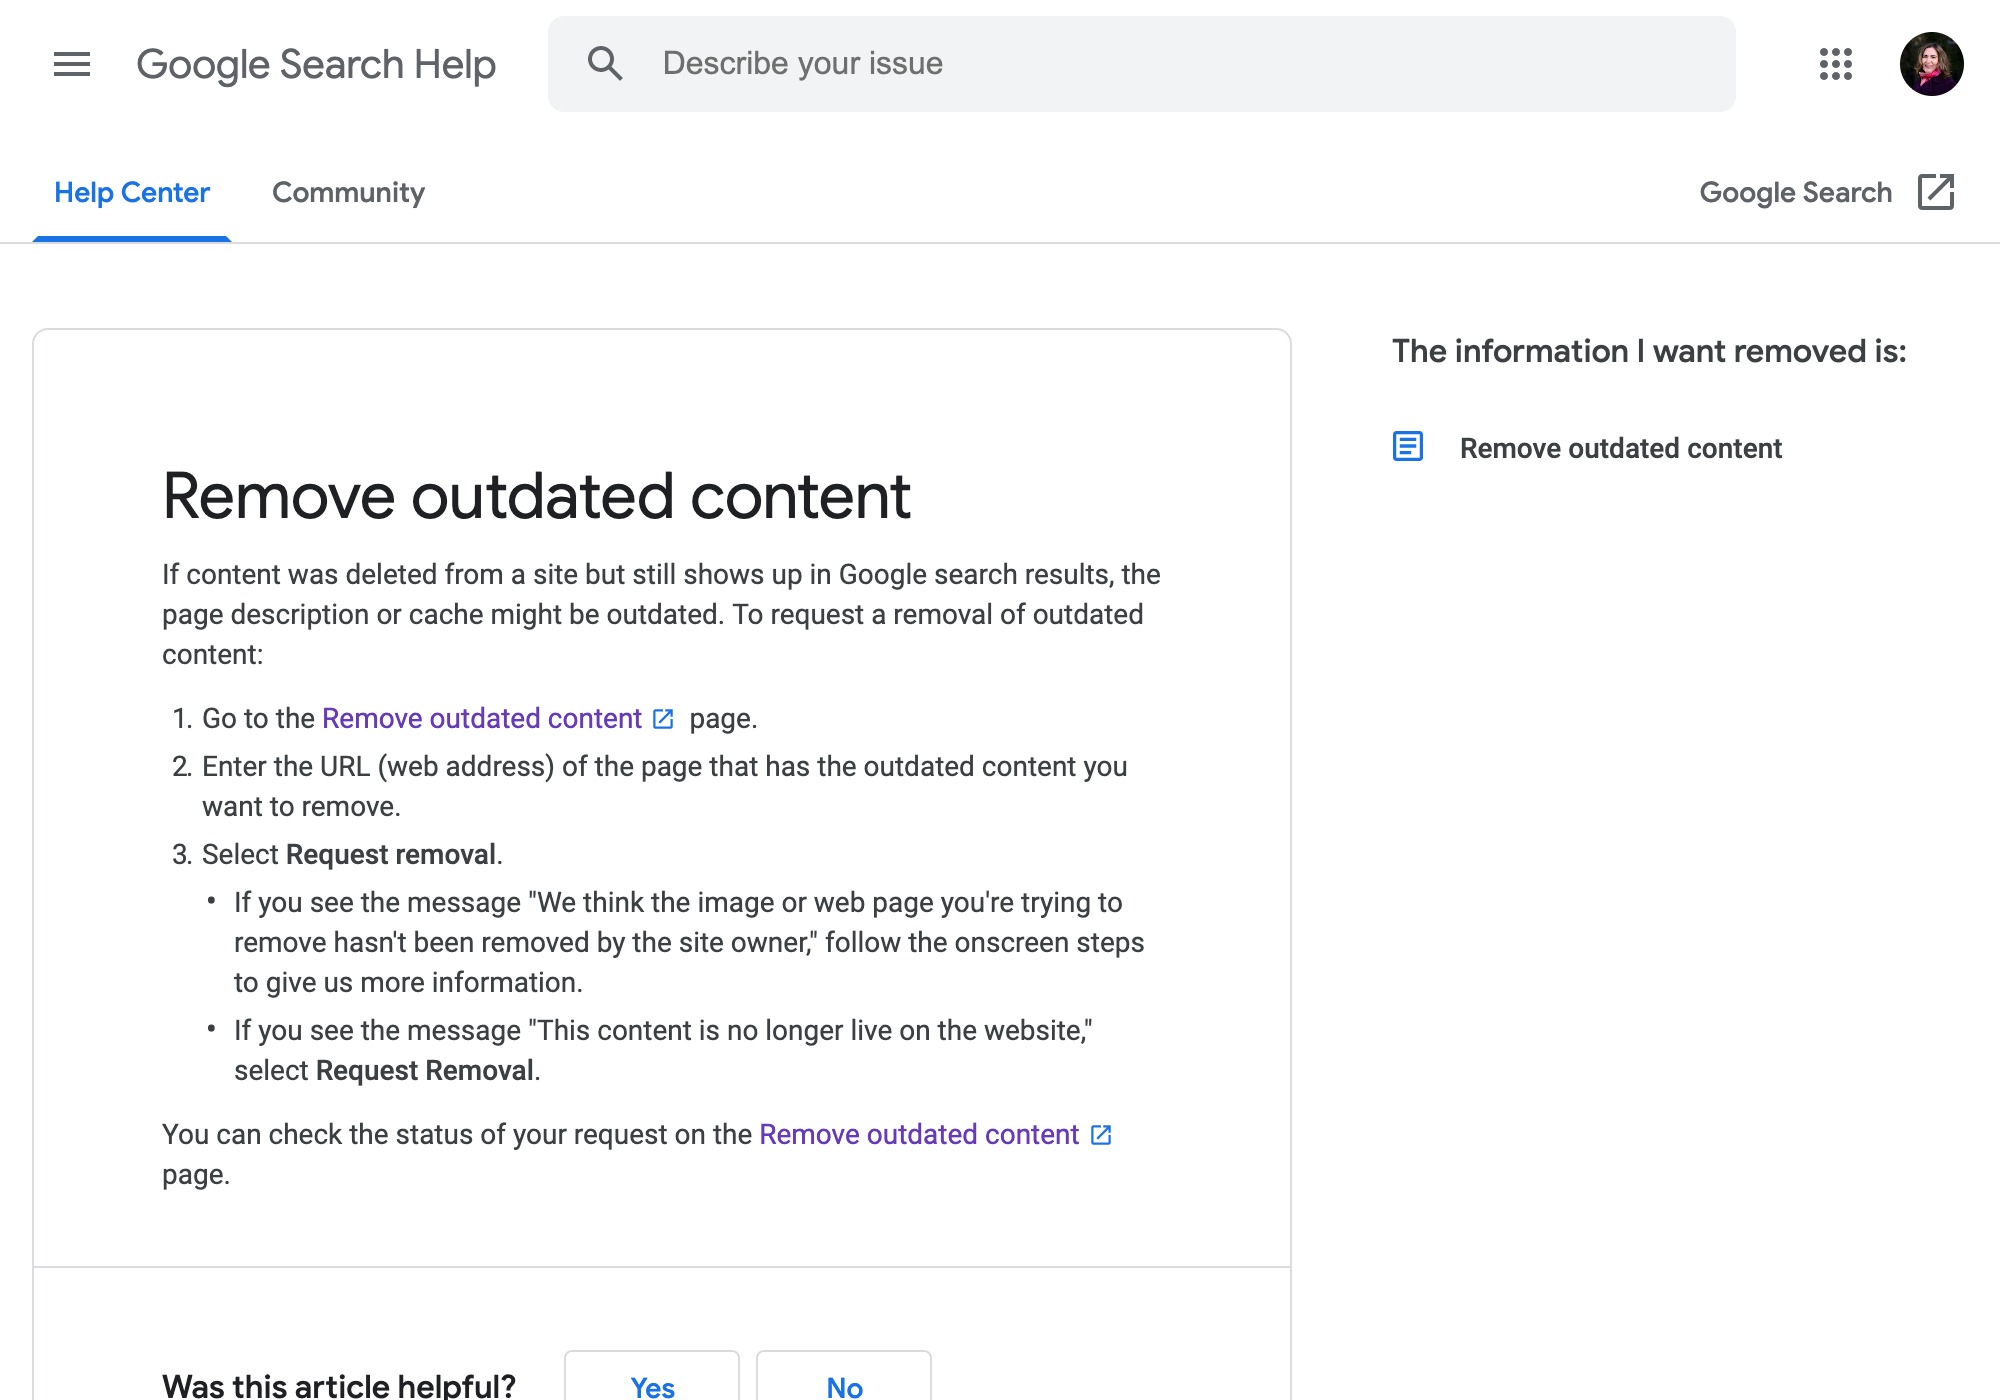 Google Search Help
Describe your issue
Help Center
Community
Google Search
The information I want removed is:
Remove outdated content
Remove outdated content
If content was deleted from a site but still shows up in Google search results, the
page description or cache might be outdated. To request a removal of outdated
content:
1. Go to the Remove outdated content page.
2. Enter the URL (web address) of the page that has the outdated content you
want to remove.
3. Select Request removal.
• If you see the message "We think the image or web page you're trying to
remove hasn't been removed by the site owner," follow the onscreen steps
to give us more information.
• If you see the message "This content is no longer live on the website,"
select Request Removal.
You can check the status of your request on the Remove outdated content
page.
Was this article helpful?
Yes
No